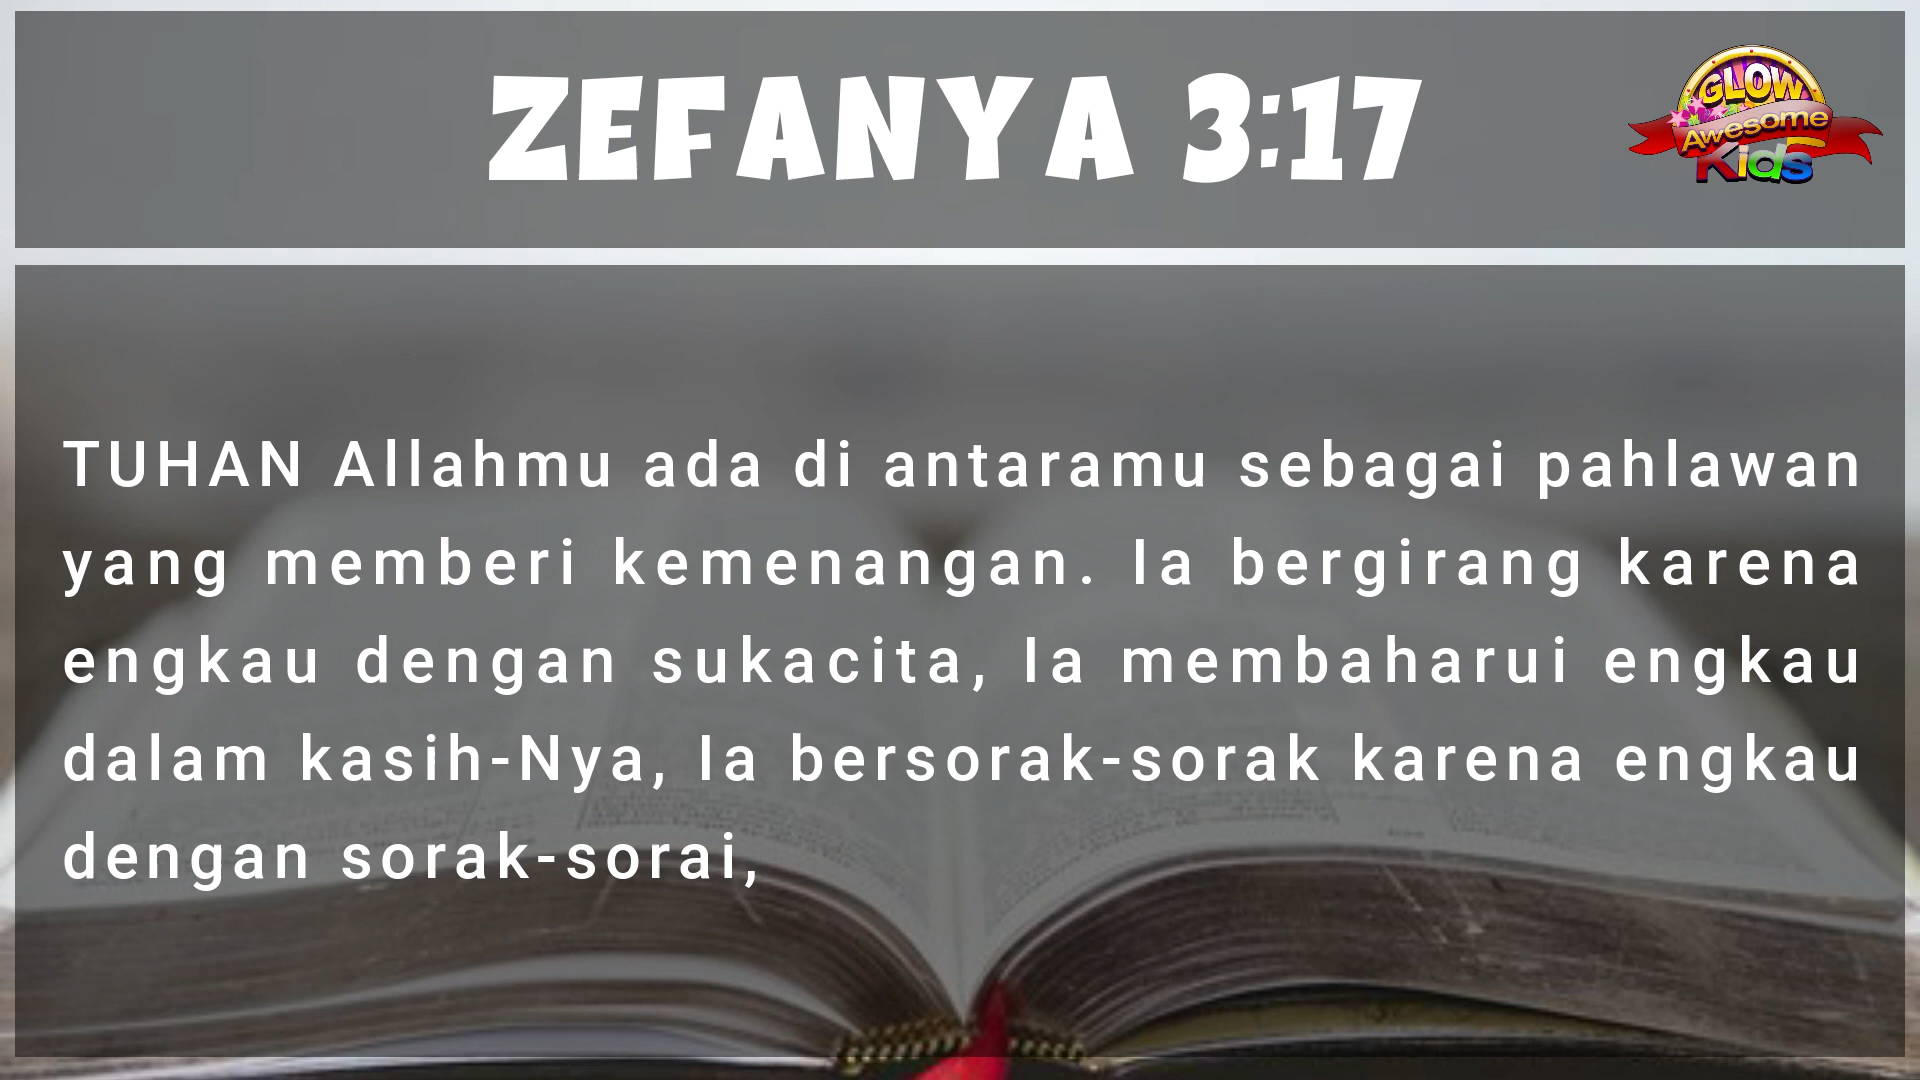 ZEFANYA 3:17
GLOW
Awesome
Kids
TUHAN Allahmu ada di antaramu sebagai pahlawan
yang memberi kemenangan. Ia bergirang karena
engkau dengan sukacita, Ia membaharui engkau
dalam kasih-Nya, Ia bersorak-sorak karena engkau
dengan sorak-sorai,